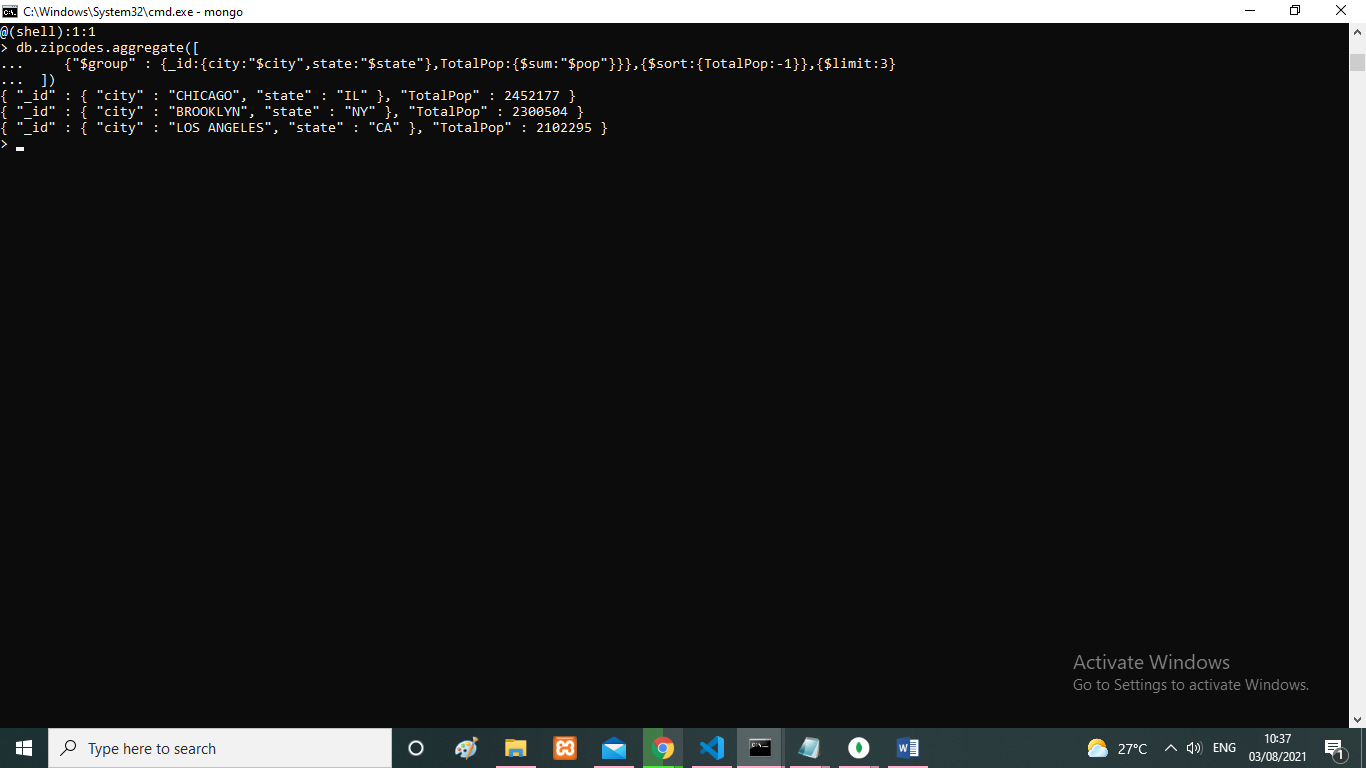 C:\Windows\System32\cmd.exe - mongo
@(shell):1:1
> db.zipcodes.aggregate([
...     {"$group" : {_id:{city:"$city",state:"$state"},TotalPop:{$sum:"$pop"}}},{$sort:{TotalPop:-1}},{$limit:3}
...  ])
{ "_id" : { "city" : "CHICAGO", "state" : "IL" }, "TotalPop" : 2452177 }
{ "_id" : { "city" : "BROOKLYN", "state" : "NY" }, "TotalPop" : 2300504 }
{ "_id" : { "city" : "LOS ANGELES", "state" : "CA" }, "TotalPop" : 2102295 }
>
Activate Windows
Go to Settings to activate Windows.
Type here to search
27°C
ENG
10:37
03/08/2021
1